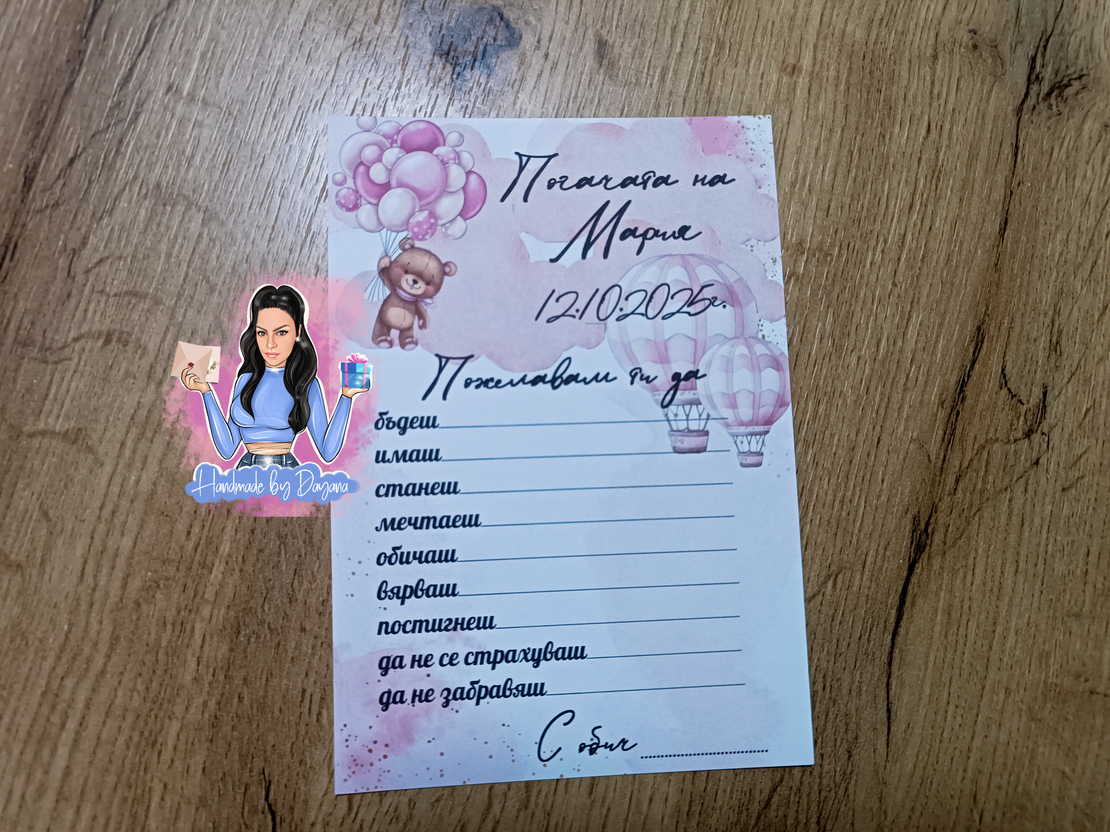 Погачата на
Мария
12.10.2025г.
Пожелавам ти да
бъдеш
имаш
станеш
мечтаеш
обичаш
вярваш
постигнеш
да не се страхуваш
да не забравяш
С обич
Handmade by Dayana